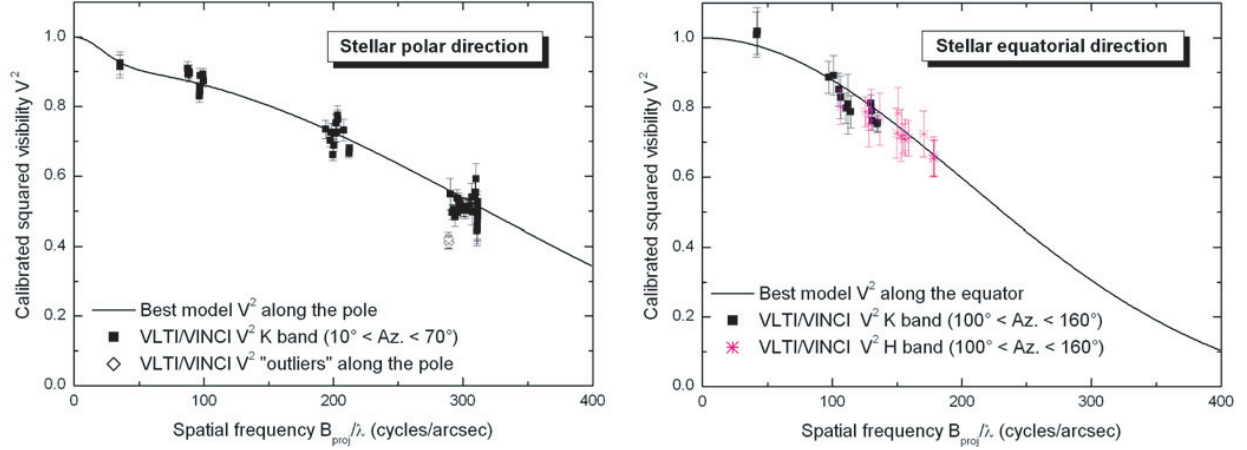 Stellar polar direction
Calibrated squared visibility V²
1.0
0.8
0.6
0.4
0.2
0.0
Best model V² along the pole
VLTI/VINCI V² K band (10° < Az. < 70°)
VLTI/VINCI V² "outliers" along the pole
0 100 200 300 400
Spatial frequency B_proj/λ (cycles/arcsec)
Stellar equatorial direction
Calibrated squared visibility V²
1.0
0.8
0.6
0.4
0.2
0.0
Best model V² along the equator
VLTI/VINCI V² K band (100° < Az. < 160°)
VLTI/VINCI V² H band (100° < Az. < 160°)
0 100 200 300 400
Spatial frequency B_proj/λ (cycles/arcsec)